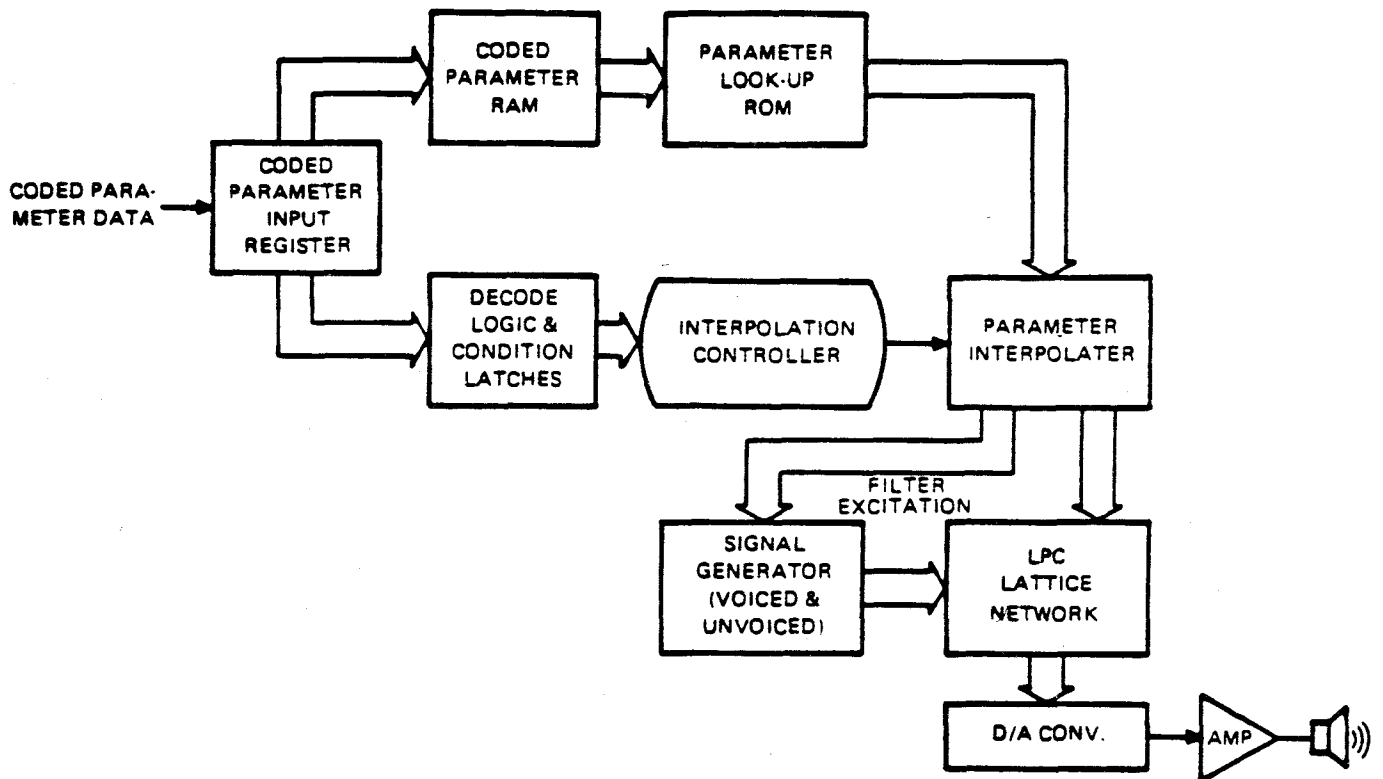 CODED PARA-
METER DATA
CODED
PARAMETER
INPUT
REGISTER
CODED
PARAMETER
RAM
PARAMETER
LOOK-UP
ROM
DECODE
LOGIC &
CONDITION
LATCHES
INTERPOLATION
CONTROLLER
PARAMETER
INTERPOLATER
FILTER
EXCITATION
SIGNAL
GENERATOR
(VOICED &
UNVOICED)
LPC
LATTICE
NETWORK
D/A CONV.
AMP